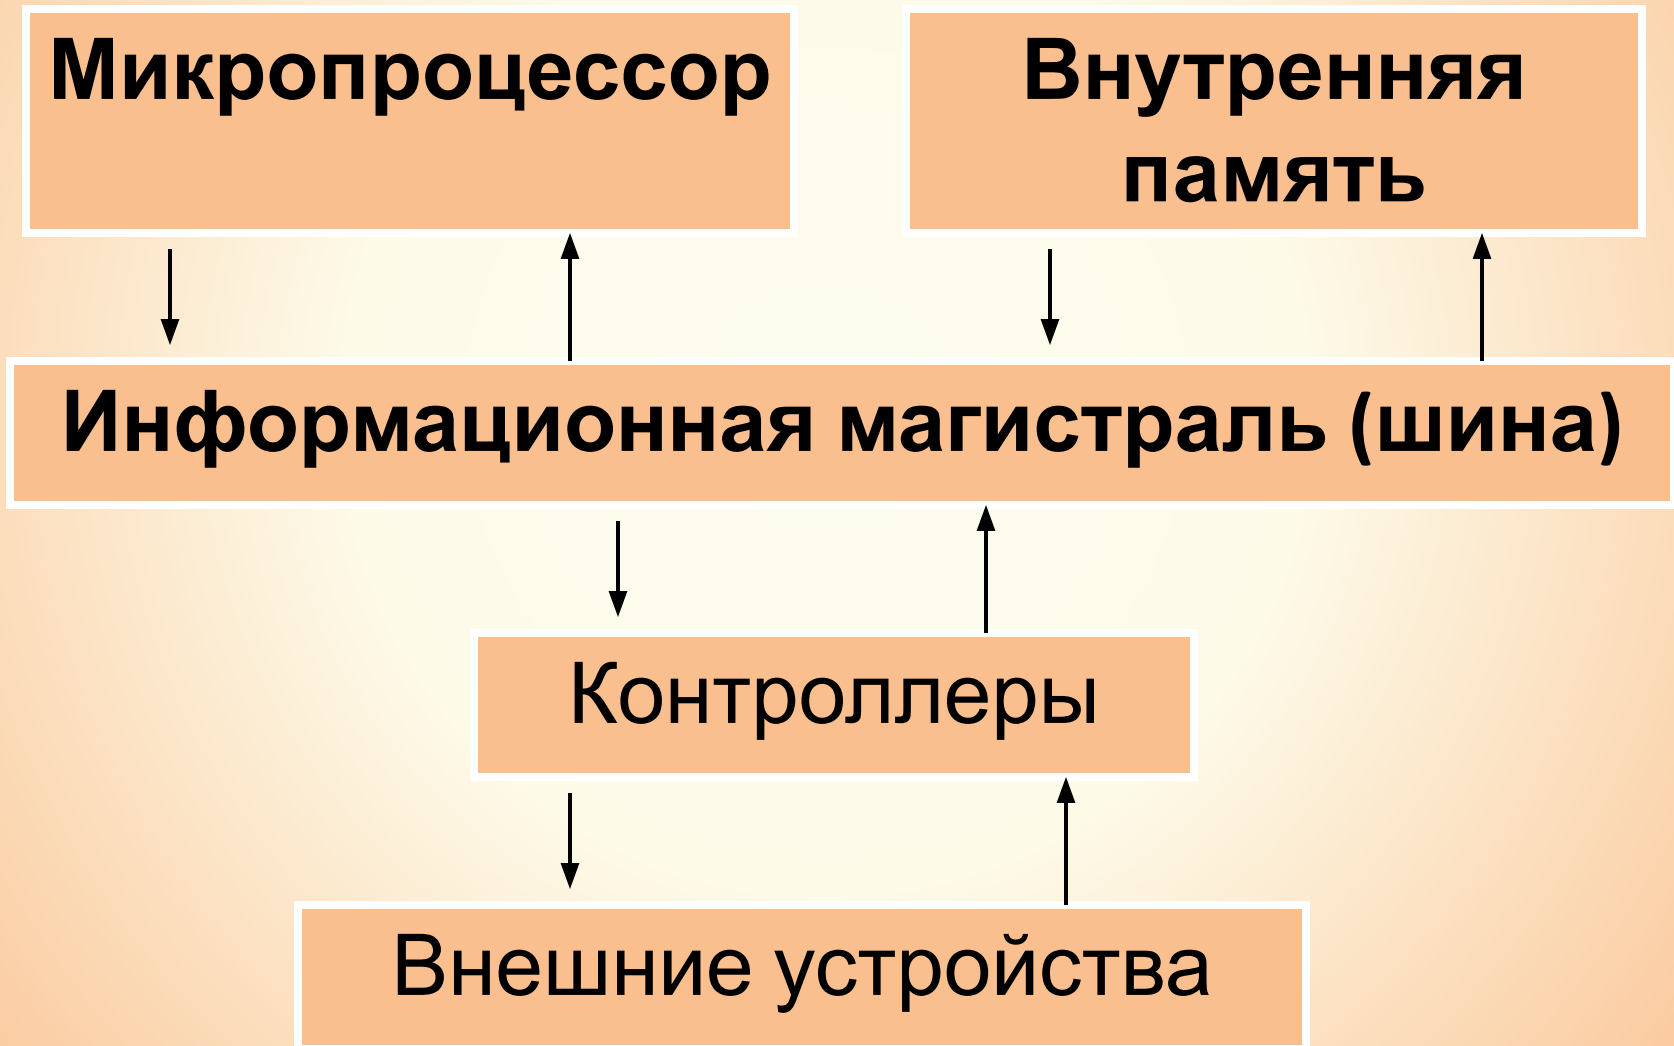 Микропроцессор
Внутренняя
память
Информационная магистраль (шина)
Контроллеры
Внешние устройства